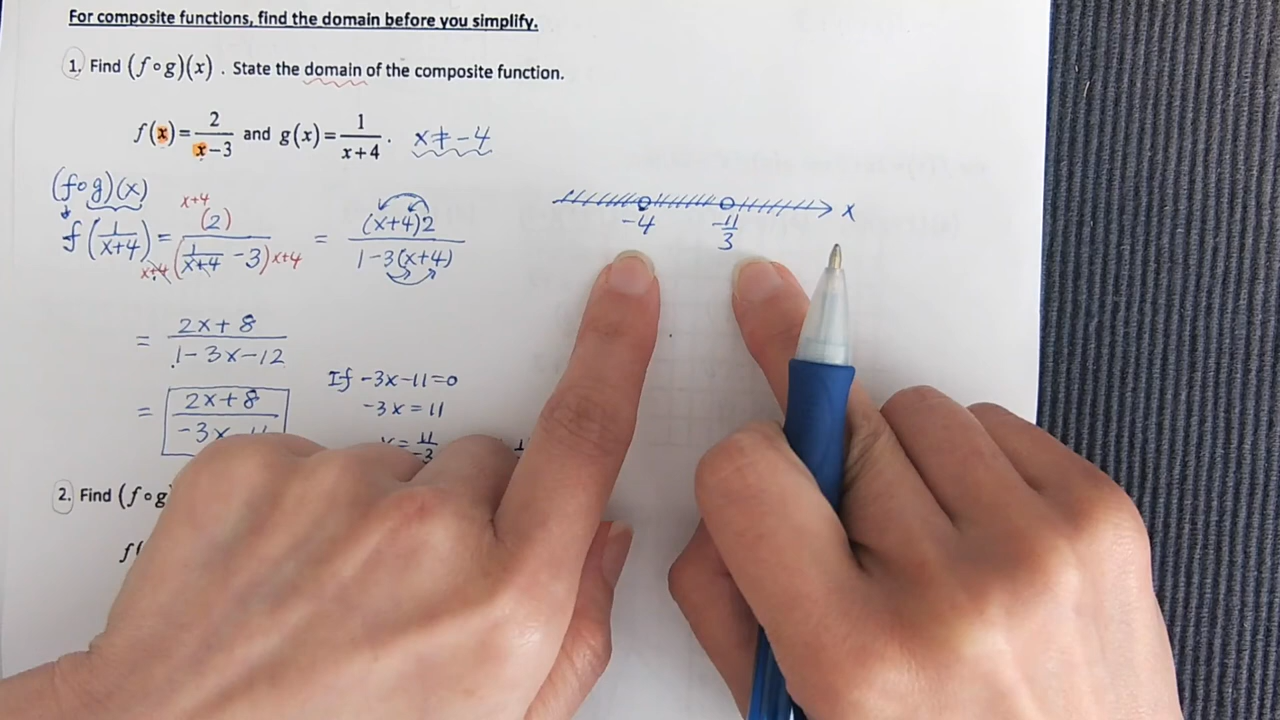 For composite functions, find the domain before you simplify.
1. Find (f∘g)(x). State the domain of the composite function.
f(x)=2/(x−3) and g(x)=1/(x+4). x≠−4
(f∘g)(x)
f(1/(x+4)) = x+4 (2) / x+4 (1/(x+4) −3) x+4 = (x+4)2 / 1−3(x+4)
−4 −11/3 x
= 2x+8 / 1−3x−12
= 2x+8 / −3x
If −3x−11=0
−3x=11
x = 11/−3
2. Find (f∘g
f(